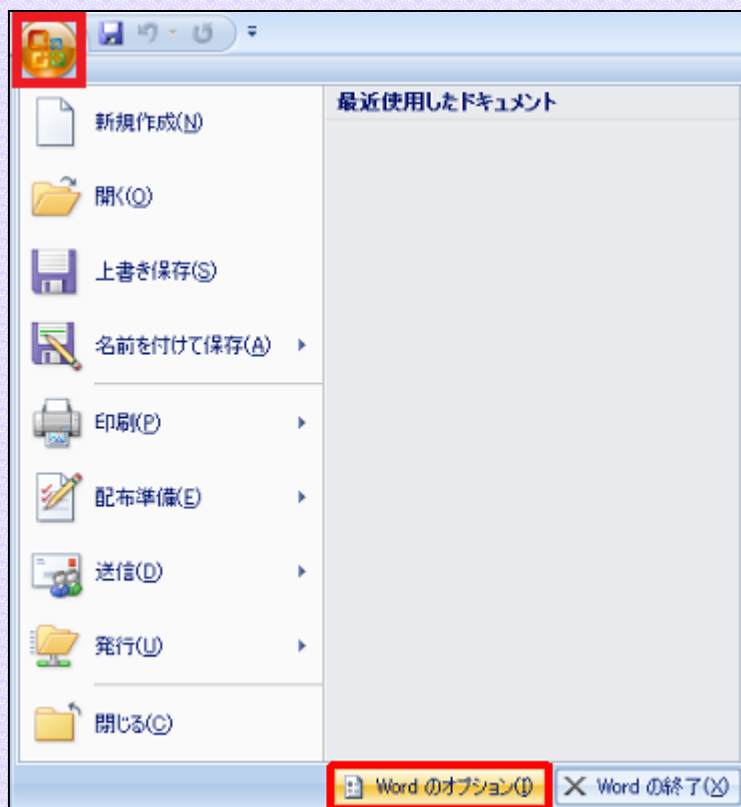 最近使用したドキュメント
新規作成(N)
開く(O)
上書き保存(S)
名前を付けて保存(A)
印刷(P)
配布準備(E)
送信(D)
発行(U)
閉じる(C)
Word のオプション(I)
Word の終了(X)